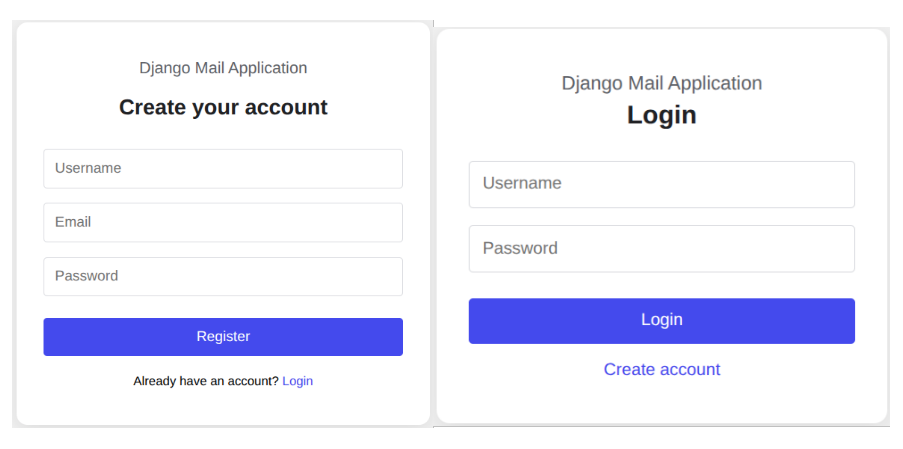 Django Mail Application
Create your account
Username
Email
Password
Register
Already have an account? Login
Django Mail Application
Login
Username
Password
Login
Create account